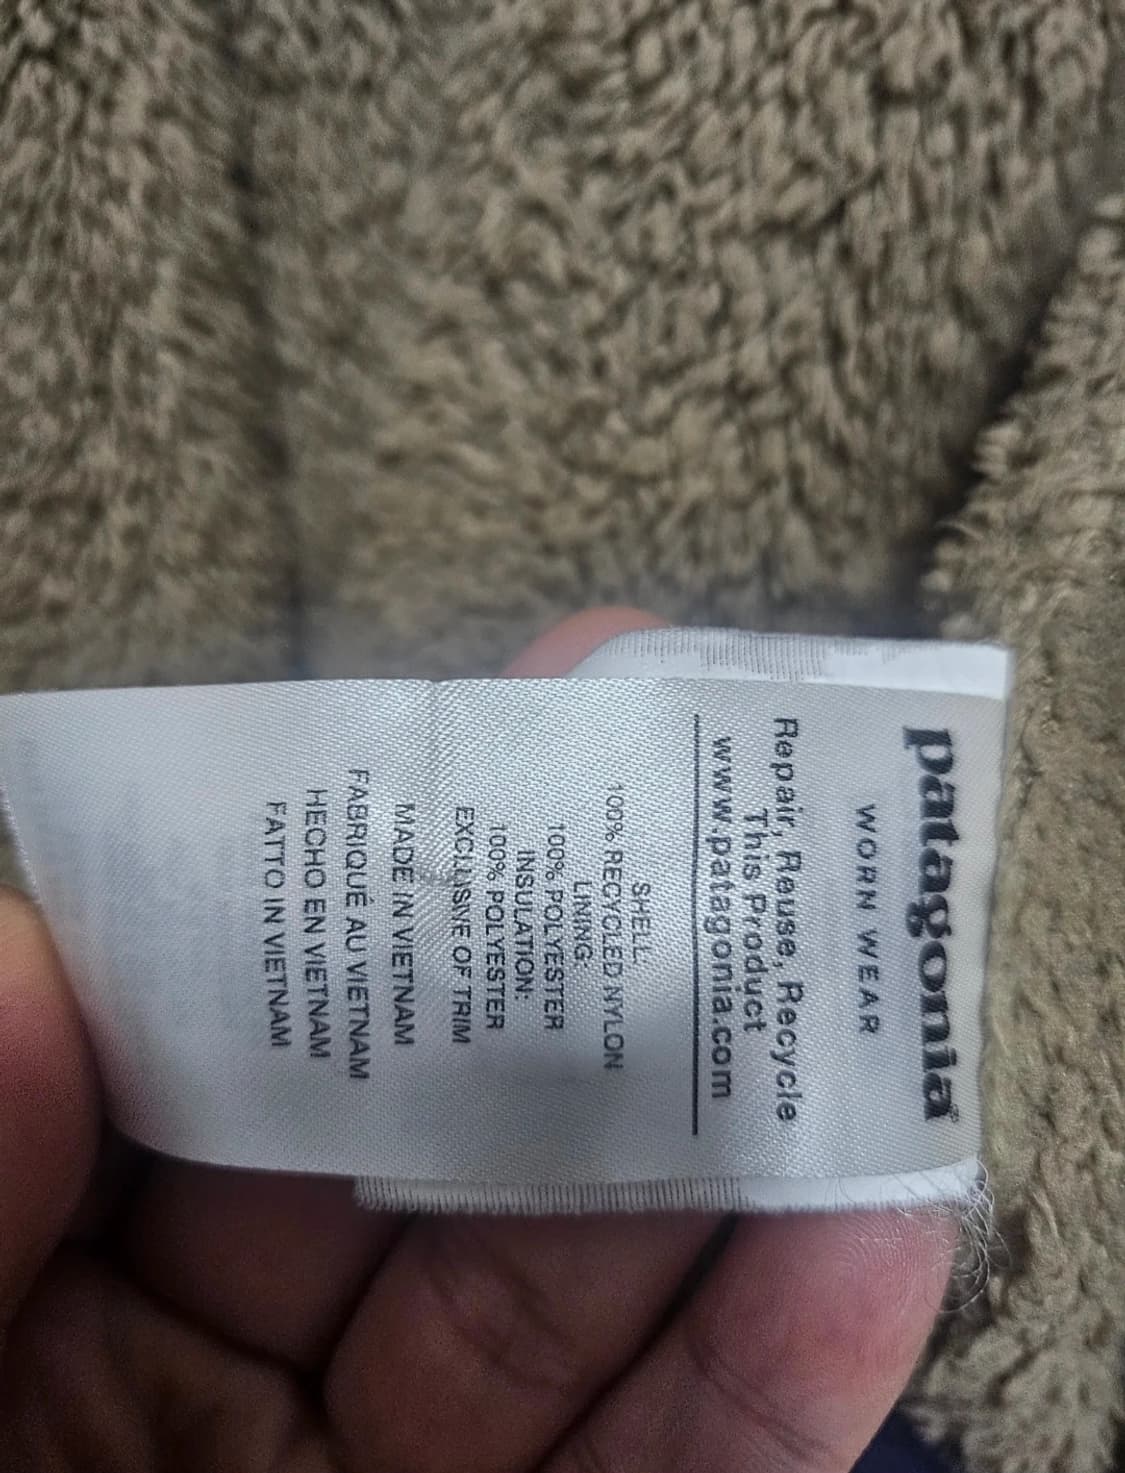 patagonia®
WORN WEAR
Repair, Reuse, Recycle
This Product
www.patagonia.com
SHELL:
100% RECYCLED NYLON
LINING:
100% POLYESTER
INSULATION:
100% POLYESTER
EXCLUSIVE OF TRIM
MADE IN VIETNAM
FABRIQUÉ AU VIETNAM
HECHO EN VIETNAM
FATTO IN VIETNAM